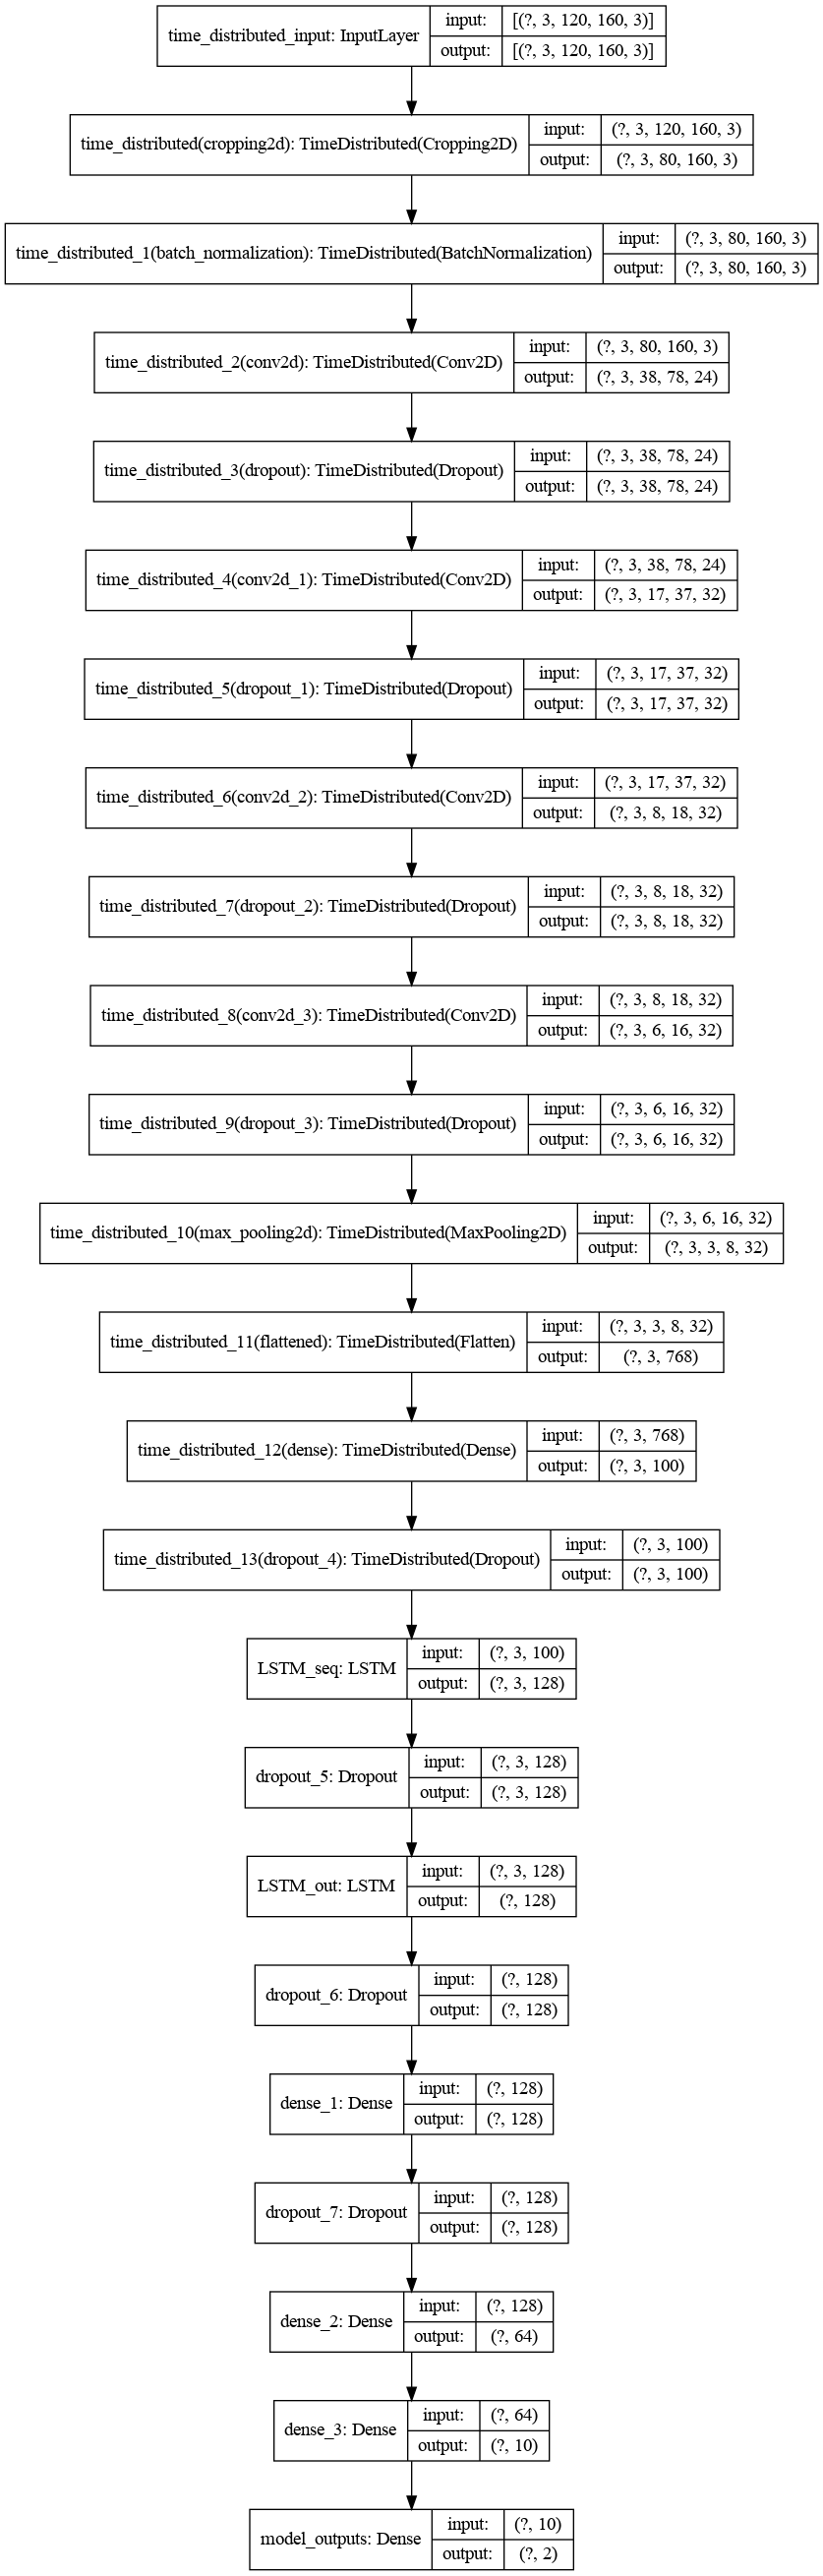 time_distributed_input: InputLayer
input: [(?, 3, 120, 160, 3)]
output: [(?, 3, 120, 160, 3)]
time_distributed(cropping2d): TimeDistributed(Cropping2D)
input: (?, 3, 120, 160, 3)
output: (?, 3, 80, 160, 3)
time_distributed_1(batch_normalization): TimeDistributed(BatchNormalization)
input: (?, 3, 80, 160, 3)
output: (?, 3, 80, 160, 3)
time_distributed_2(conv2d): TimeDistributed(Conv2D)
input: (?, 3, 80, 160, 3)
output: (?, 3, 38, 78, 24)
time_distributed_3(dropout): TimeDistributed(Dropout)
input: (?, 3, 38, 78, 24)
output: (?, 3, 38, 78, 24)
time_distributed_4(conv2d_1): TimeDistributed(Conv2D)
input: (?, 3, 38, 78, 24)
output: (?, 3, 17, 37, 32)
time_distributed_5(dropout_1): TimeDistributed(Dropout)
input: (?, 3, 17, 37, 32)
output: (?, 3, 17, 37, 32)
time_distributed_6(conv2d_2): TimeDistributed(Conv2D)
input: (?, 3, 17, 37, 32)
output: (?, 3, 8, 18, 32)
time_distributed_7(dropout_2): TimeDistributed(Dropout)
input: (?, 3, 8, 18, 32)
output: (?, 3, 8, 18, 32)
time_distributed_8(conv2d_3): TimeDistributed(Conv2D)
input: (?, 3, 8, 18, 32)
output: (?, 3, 6, 16, 32)
time_distributed_9(dropout_3): TimeDistributed(Dropout)
input: (?, 3, 6, 16, 32)
output: (?, 3, 6, 16, 32)
time_distributed_10(max_pooling2d): TimeDistributed(MaxPooling2D)
input: (?, 3, 6, 16, 32)
output: (?, 3, 3, 8, 32)
time_distributed_11(flattened): TimeDistributed(Flatten)
input: (?, 3, 3, 8, 32)
output: (?, 3, 768)
time_distributed_12(dense): TimeDistributed(Dense)
input: (?, 3, 768)
output: (?, 3, 100)
time_distributed_13(dropout_4): TimeDistributed(Dropout)
input: (?, 3, 100)
output: (?, 3, 100)
LSTM_seq: LSTM
input: (?, 3, 100)
output: (?, 3, 128)
dropout_5: Dropout
input: (?, 3, 128)
output: (?, 3, 128)
LSTM_out: LSTM
input: (?, 3, 128)
output: (?, 128)
dropout_6: Dropout
input: (?, 128)
output: (?, 128)
dense_1: Dense
input: (?, 128)
output: (?, 128)
dropout_7: Dropout
input: (?, 128)
output: (?, 128)
dense_2: Dense
input: (?, 128)
output: (?, 64)
dense_3: Dense
input: (?, 64)
output: (?, 10)
model_outputs: Dense
input: (?, 10)
output: (?, 2)